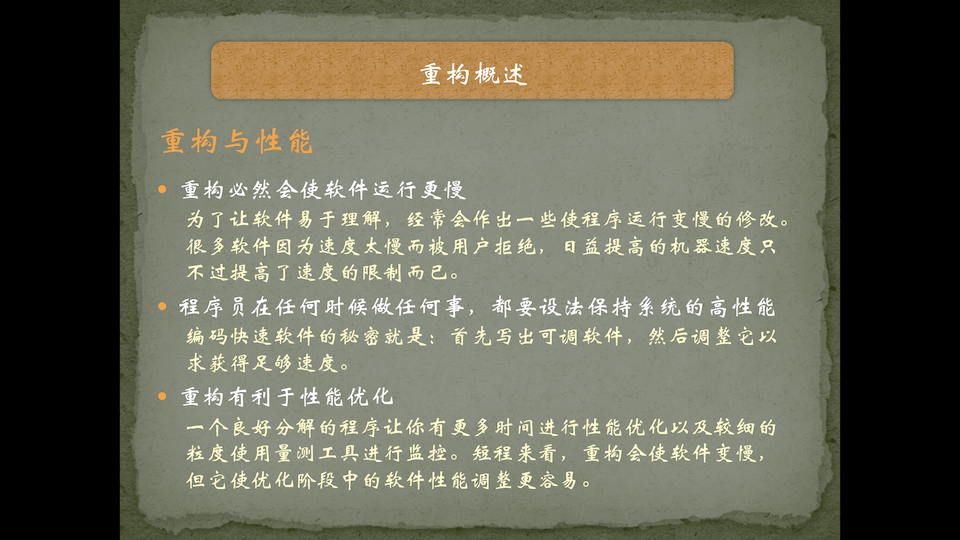 重构概述
重构与性能
• 重构必然会使软件运行更慢
为了让软件易于理解，经常会作出一些使程序运行变慢的修改。
很多软件因为速度太慢而被用户拒绝，日益提高的机器速度只
不过提高了速度的限制而已。
• 程序员在任何时候做任何事，都要设法保持系统的高性能
编码快速软件的秘密就是：首先写出可调软件，然后调整它以
求获得足够速度。
• 重构有利于性能优化
一个良好分解的程序让你有更多时间进行性能优化以及较细的
粒度使用量测工具进行监控。短程来看，重构会使软件变慢，
但它使优化阶段中的软件性能调整更容易。